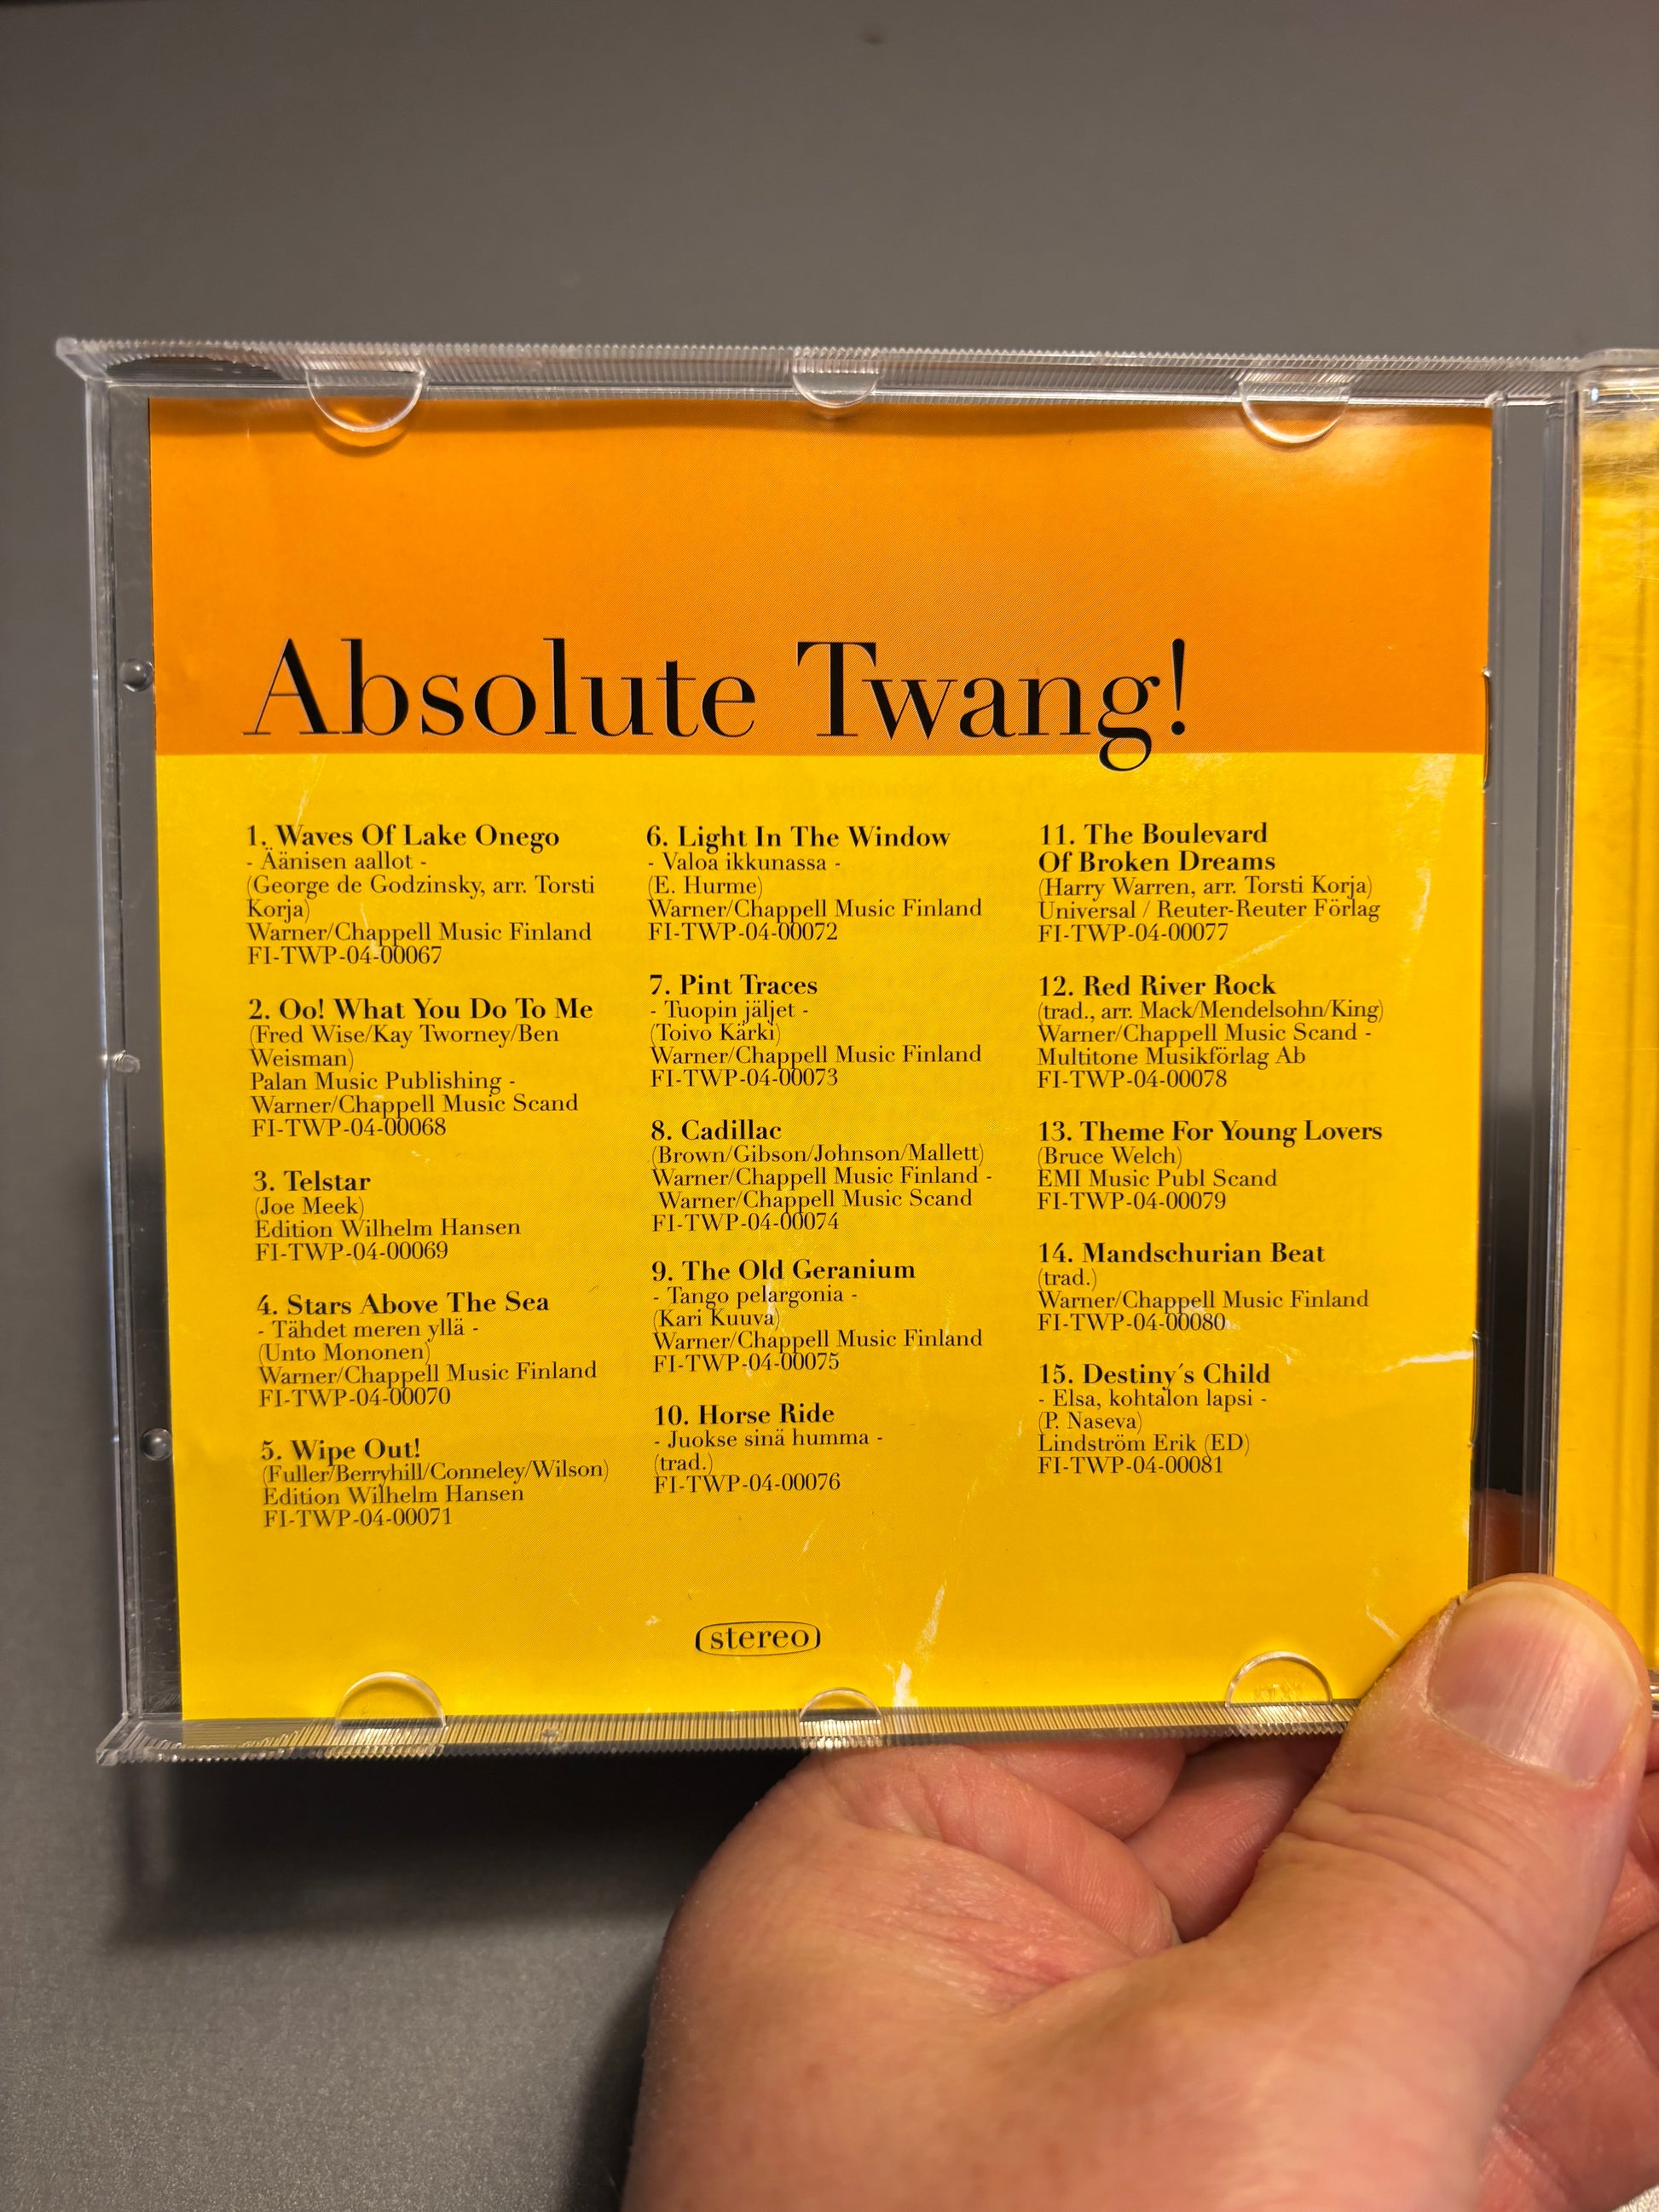 Absolute Twang!
1. Waves Of Lake Onego
- Äänisen aallot -
(George de Godzinsky, arr. Torsti
Korja)
Warner/Chappell Music Finland
FI-TWP-04-00067
2. Oo! What You Do To Me
(Fred Wise/Kay Tworney/Ben
Weisman)
Palan Music Publishing -
Warner/Chappell Music Scand
FI-TWP-04-00068
3. Telstar
(Joe Meek)
Edition Wilhelm Hansen
FI-TWP-04-00069
4. Stars Above The Sea
- Tähdet meren yllä -
(Unto Mononen)
Warner/Chappell Music Finland
FI-TWP-04-00070
5. Wipe Out!
(Fuller/Berryhill/Conneley/Wilson)
Edition Wilhelm Hansen
FI-TWP-04-00071
6. Light In The Window
- Valoa ikkunassa -
(E. Hurme)
Warner/Chappell Music Finland
FI-TWP-04-00072
7. Pint Traces
- Tuopin jäljet -
(Toivo Kärki)
Warner/Chappell Music Finland
FI-TWP-04-00073
8. Cadillac
(Brown/Gibson/Johnson/Mallett)
Warner/Chappell Music Finland -
Warner/Chappell Music Scand
FI-TWP-04-00074
9. The Old Geranium
- Tango pelargonia -
(Kari Kuuva)
Warner/Chappell Music Finland
FI-TWP-04-00075
10. Horse Ride
- Juokse sinä humma -
(trad.)
FI-TWP-04-00076
11. The Boulevard
Of Broken Dreams
(Harry Warren, arr. Torsti Korja)
Universal / Reuter-Reuter Förlag
FI-TWP-04-00077
12. Red River Rock
(trad., arr. Mack/Mendelsohn/King)
Warner/Chappell Music Scand -
Multitone Musikförlag Ab
FI-TWP-04-00078
13. Theme For Young Lovers
(Bruce Welch)
EMI Music Publ Scand
FI-TWP-04-00079
14. Mandschurian Beat
(trad.)
Warner/Chappell Music Finland
FI-TWP-04-00080
15. Destiny´s Child
- Elsa, kohtalon lapsi -
(P. Naseva)
Lindström Erik (ED)
FI-TWP-04-00081
stereo